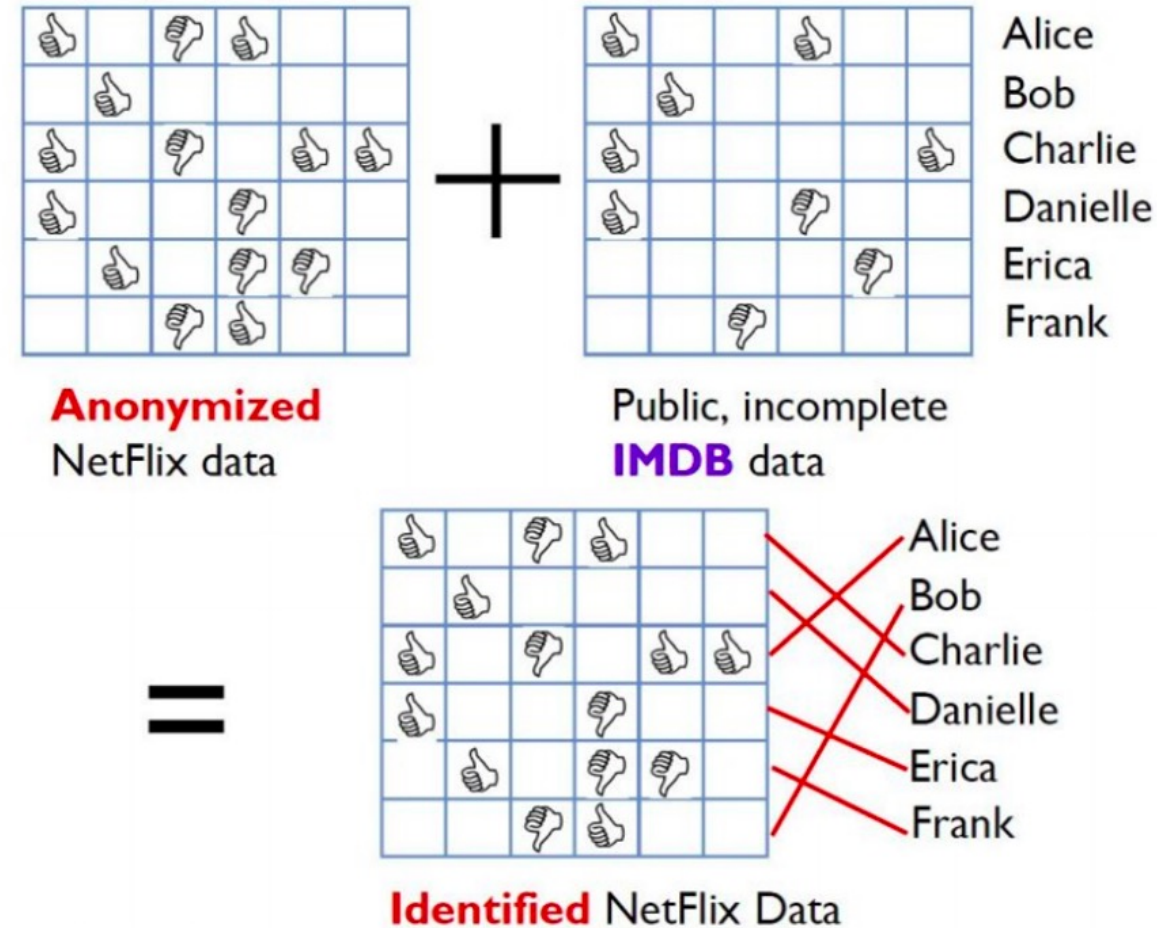 Alice
Bob
Charlie
Danielle
Erica
Frank
Anonymized
NetFlix data
Public, incomplete
IMDB data
Alice
Bob
Charlie
Danielle
Erica
Frank
Identified NetFlix Data